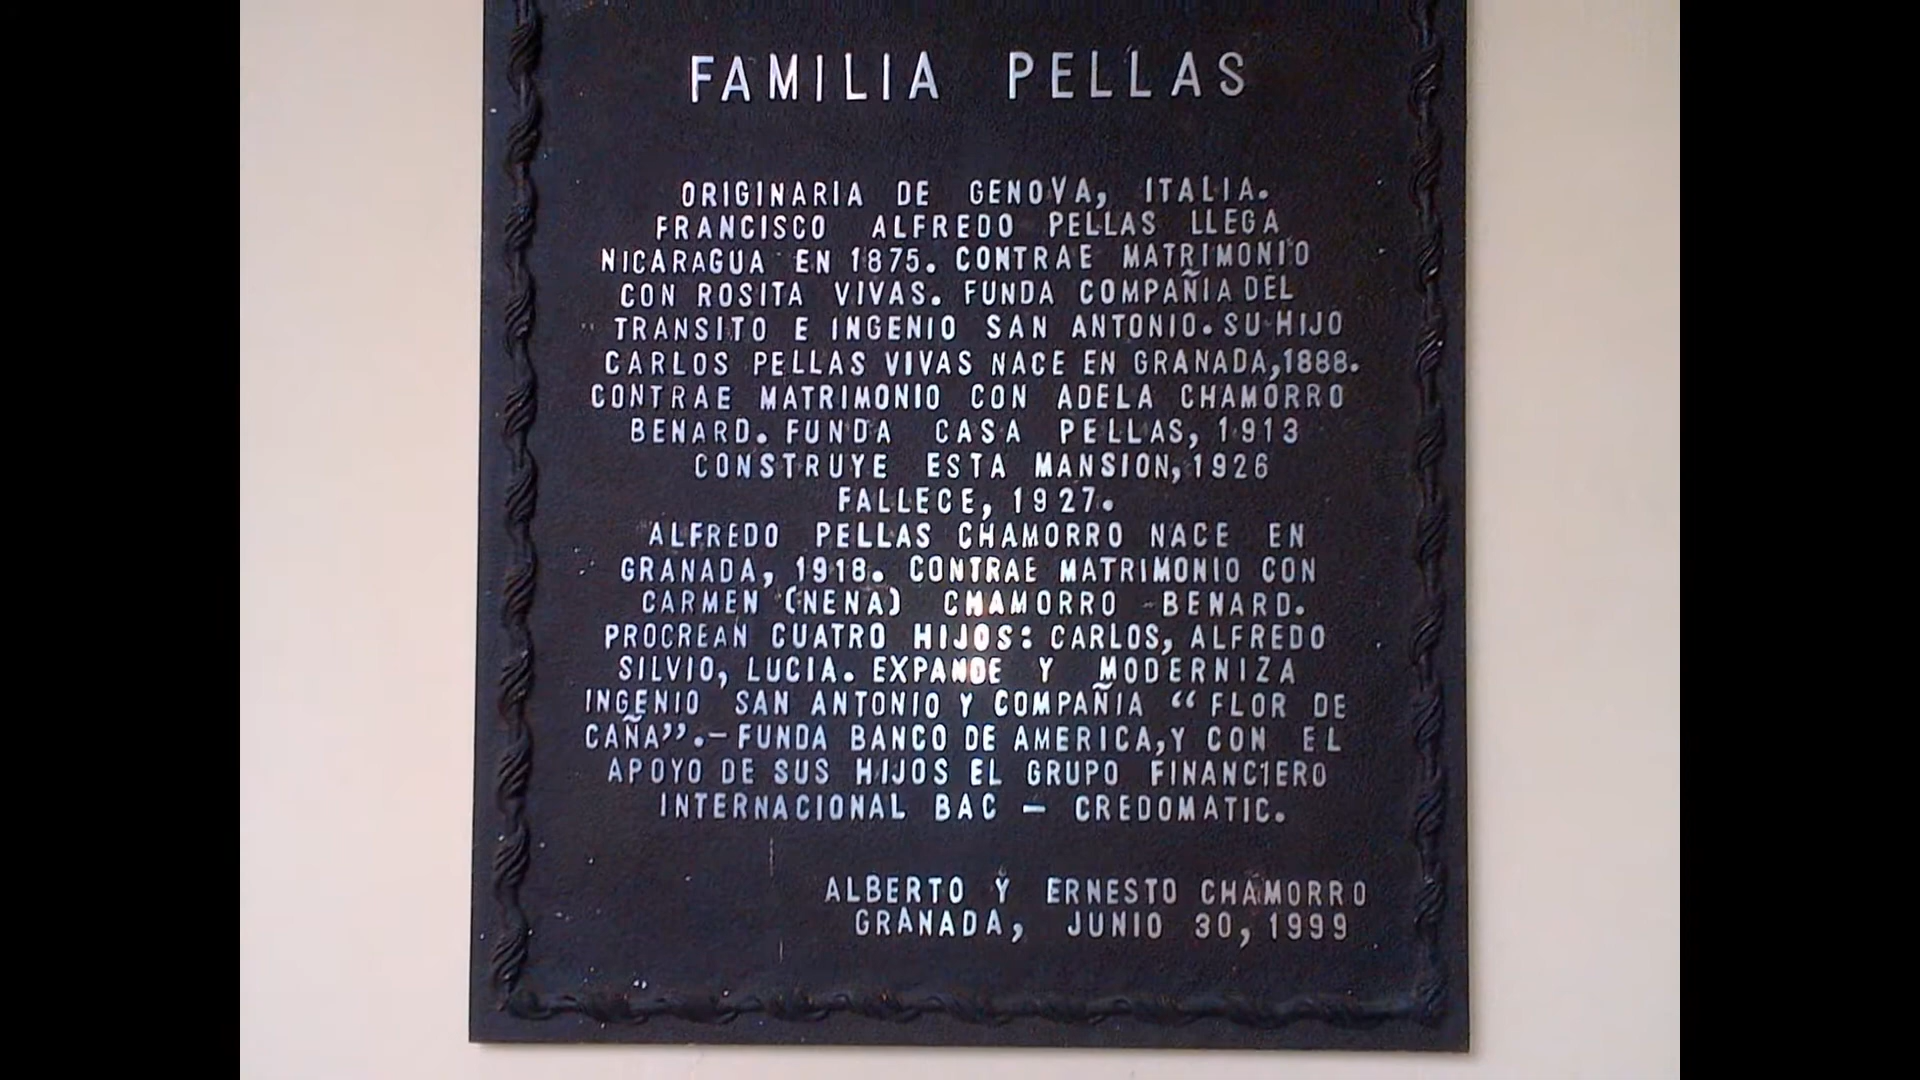 FAMILIA PELLAS
ORIGINARIA DE GENOVA, ITALIA.
FRANCISCO ALFREDO PELLAS LLEGA
NICARAGUA EN 1875. CONTRAE MATRIMONIO
CON ROSITA VIVAS. FUNDA COMPAÑIA DEL
TRANSITO E INGENIO SAN ANTONIO. SU HIJO
CARLOS PELLAS VIVAS NACE EN GRANADA, 1888.
CONTRAE MATRIMONIO CON ADELA CHAMORRO
BENARD. FUNDA CASA PELLAS, 1913
CONSTRUYE ESTA MANSION, 1926
FALLECE, 1927.
ALFREDO PELLAS CHAMORRO NACE EN
GRANADA, 1918. CONTRAE MATRIMONIO CON
CARMEN (NENA) CHAMORRO BENARD.
PROCREAN CUATRO HIJOS: CARLOS, ALFREDO
SILVIO, LUCIA. EXPANDE Y MODERNIZA
INGENIO SAN ANTONIO Y COMPAÑIA “FLOR DE
CAÑA”.- FUNDA BANCO DE AMERICA, Y CON EL
APOYO DE SUS HIJOS EL GRUPO FINANCIERO
INTERNACIONAL BAC - CREDOMATIC.
ALBERTO Y ERNESTO CHAMORRO
GRANADA, JUNIO 30, 1999